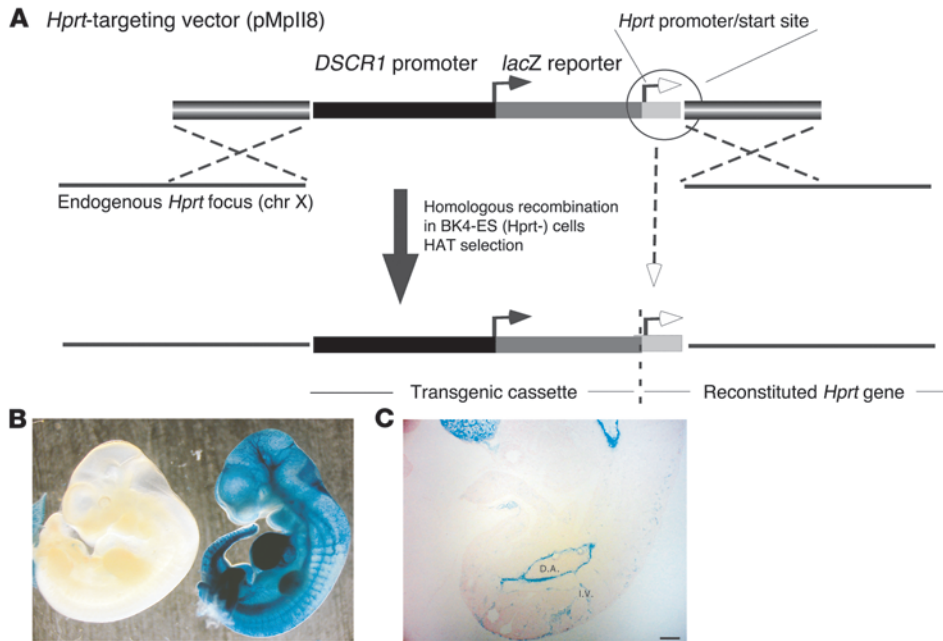 A Hprt-targeting vector (pMpII8)
Hprt promoter/start site
DSCR1 promoter lacZ reporter
Endogenous Hprt focus (chr X)
Homologous recombination
in BK4-ES (Hprt-) cells
HAT selection
Transgenic cassette
Reconstituted Hprt gene
B
C
D.A.
I.V.